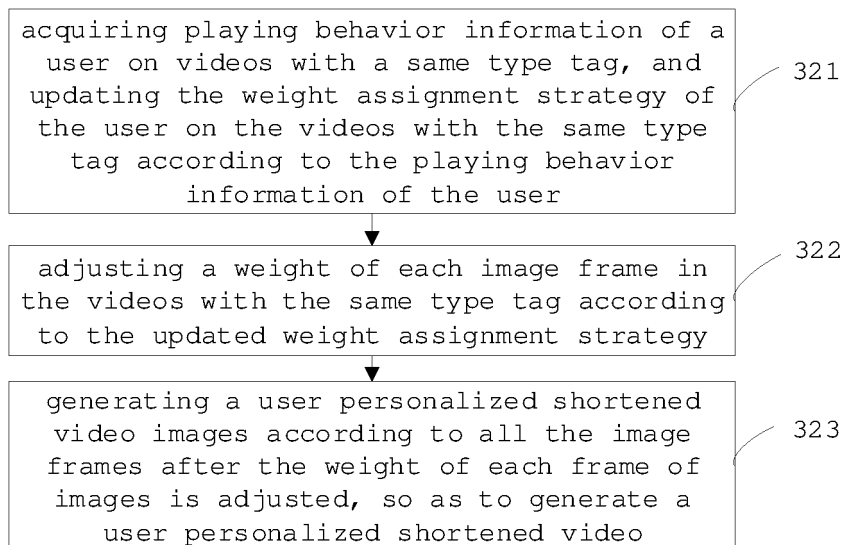 acquiring playing behavior information of a
user on videos with a same type tag, and
updating the weight assignment strategy of
the user on the videos with the same type
tag according to the playing behavior
information of the user
321
adjusting a weight of each image frame in
the videos with the same type tag according
to the updated weight assignment strategy
322
generating a user personalized shortened
video images according to all the image
frames after the weight of each frame of
images is adjusted, so as to generate a
user personalized shortened video
323